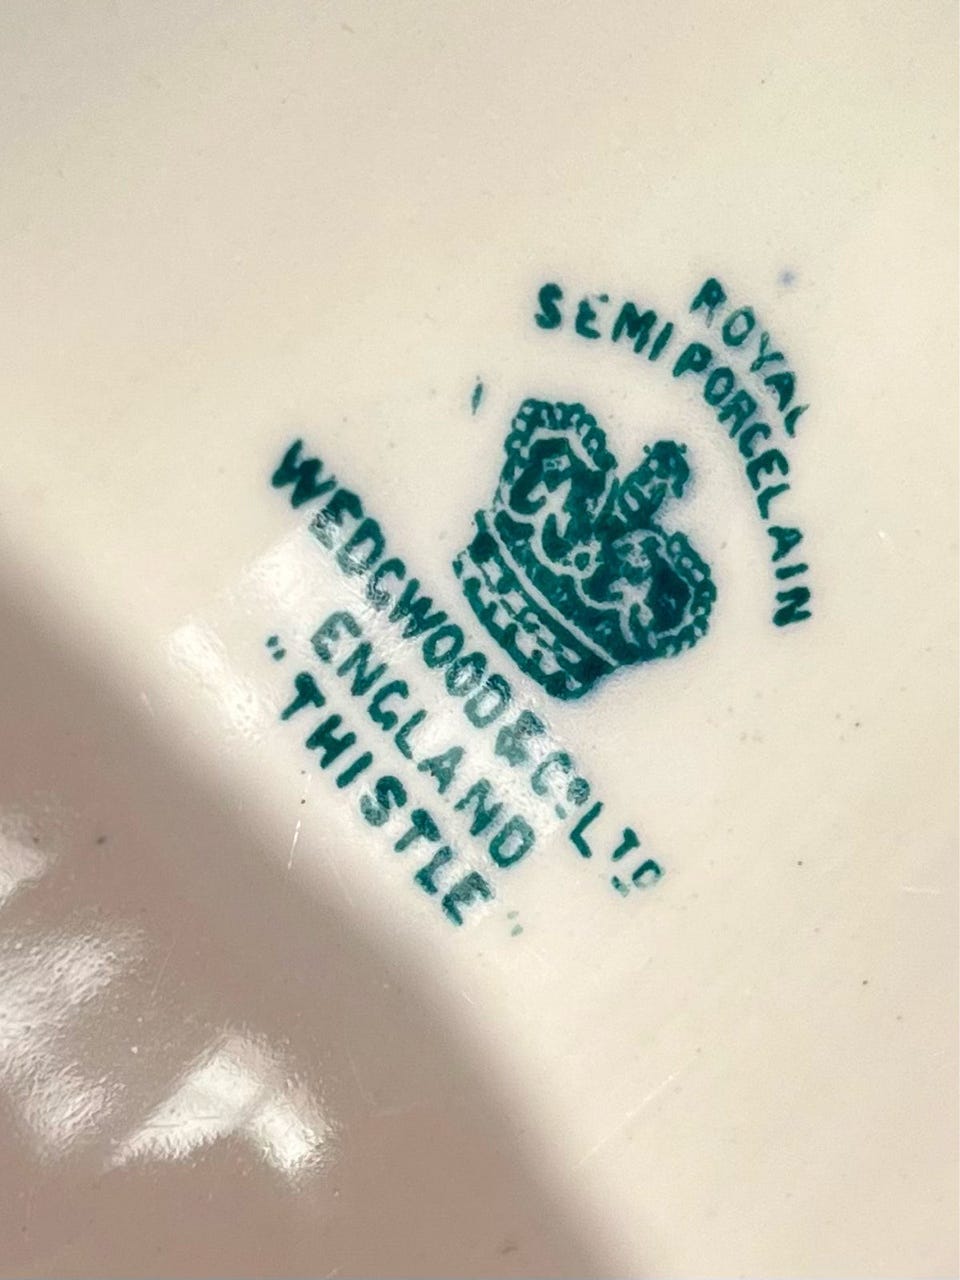 ROYAL
SEMI PORCELAIN
WEDGWOOD & Cº LTD
ENGLAND
"THISTLE"